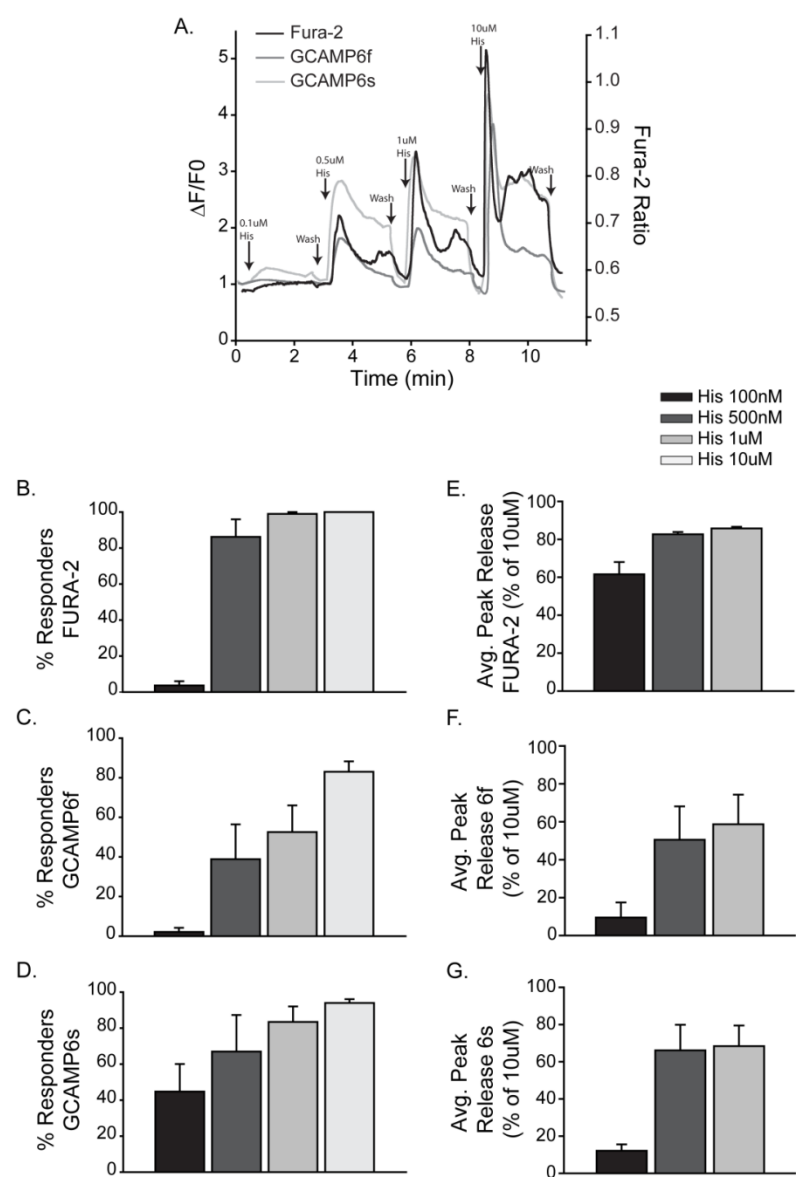 A.
Fura-2
GCAMP6f
GCAMP6s
10uM
His
1uM
His
0.5uM
His
0.1uM
His
Wash
Wash
Wash
Wash
5
4
3
2
1
0
ΔF/F0
1.1
1.0
0.9
0.8
0.7
0.6
0.5
Fura-2 Ratio
0 2 4 6 8 10
Time (min)
His 100nM
His 500nM
His 1uM
His 10uM
B.
% Responders
FURA-2
100
80
60
40
20
0
E.
Avg. Peak Release
FURA-2 (% of 10uM)
100
80
60
40
20
0
C.
% Responders
GCAMP6f
100
80
60
40
20
0
F.
Avg. Peak
Release 6f
(% of 10uM)
100
80
60
40
20
0
D.
% Responders
GCAMP6s
100
80
60
40
20
0
G.
Avg. Peak
Release 6s
(% of 10uM)
100
80
60
40
20
0